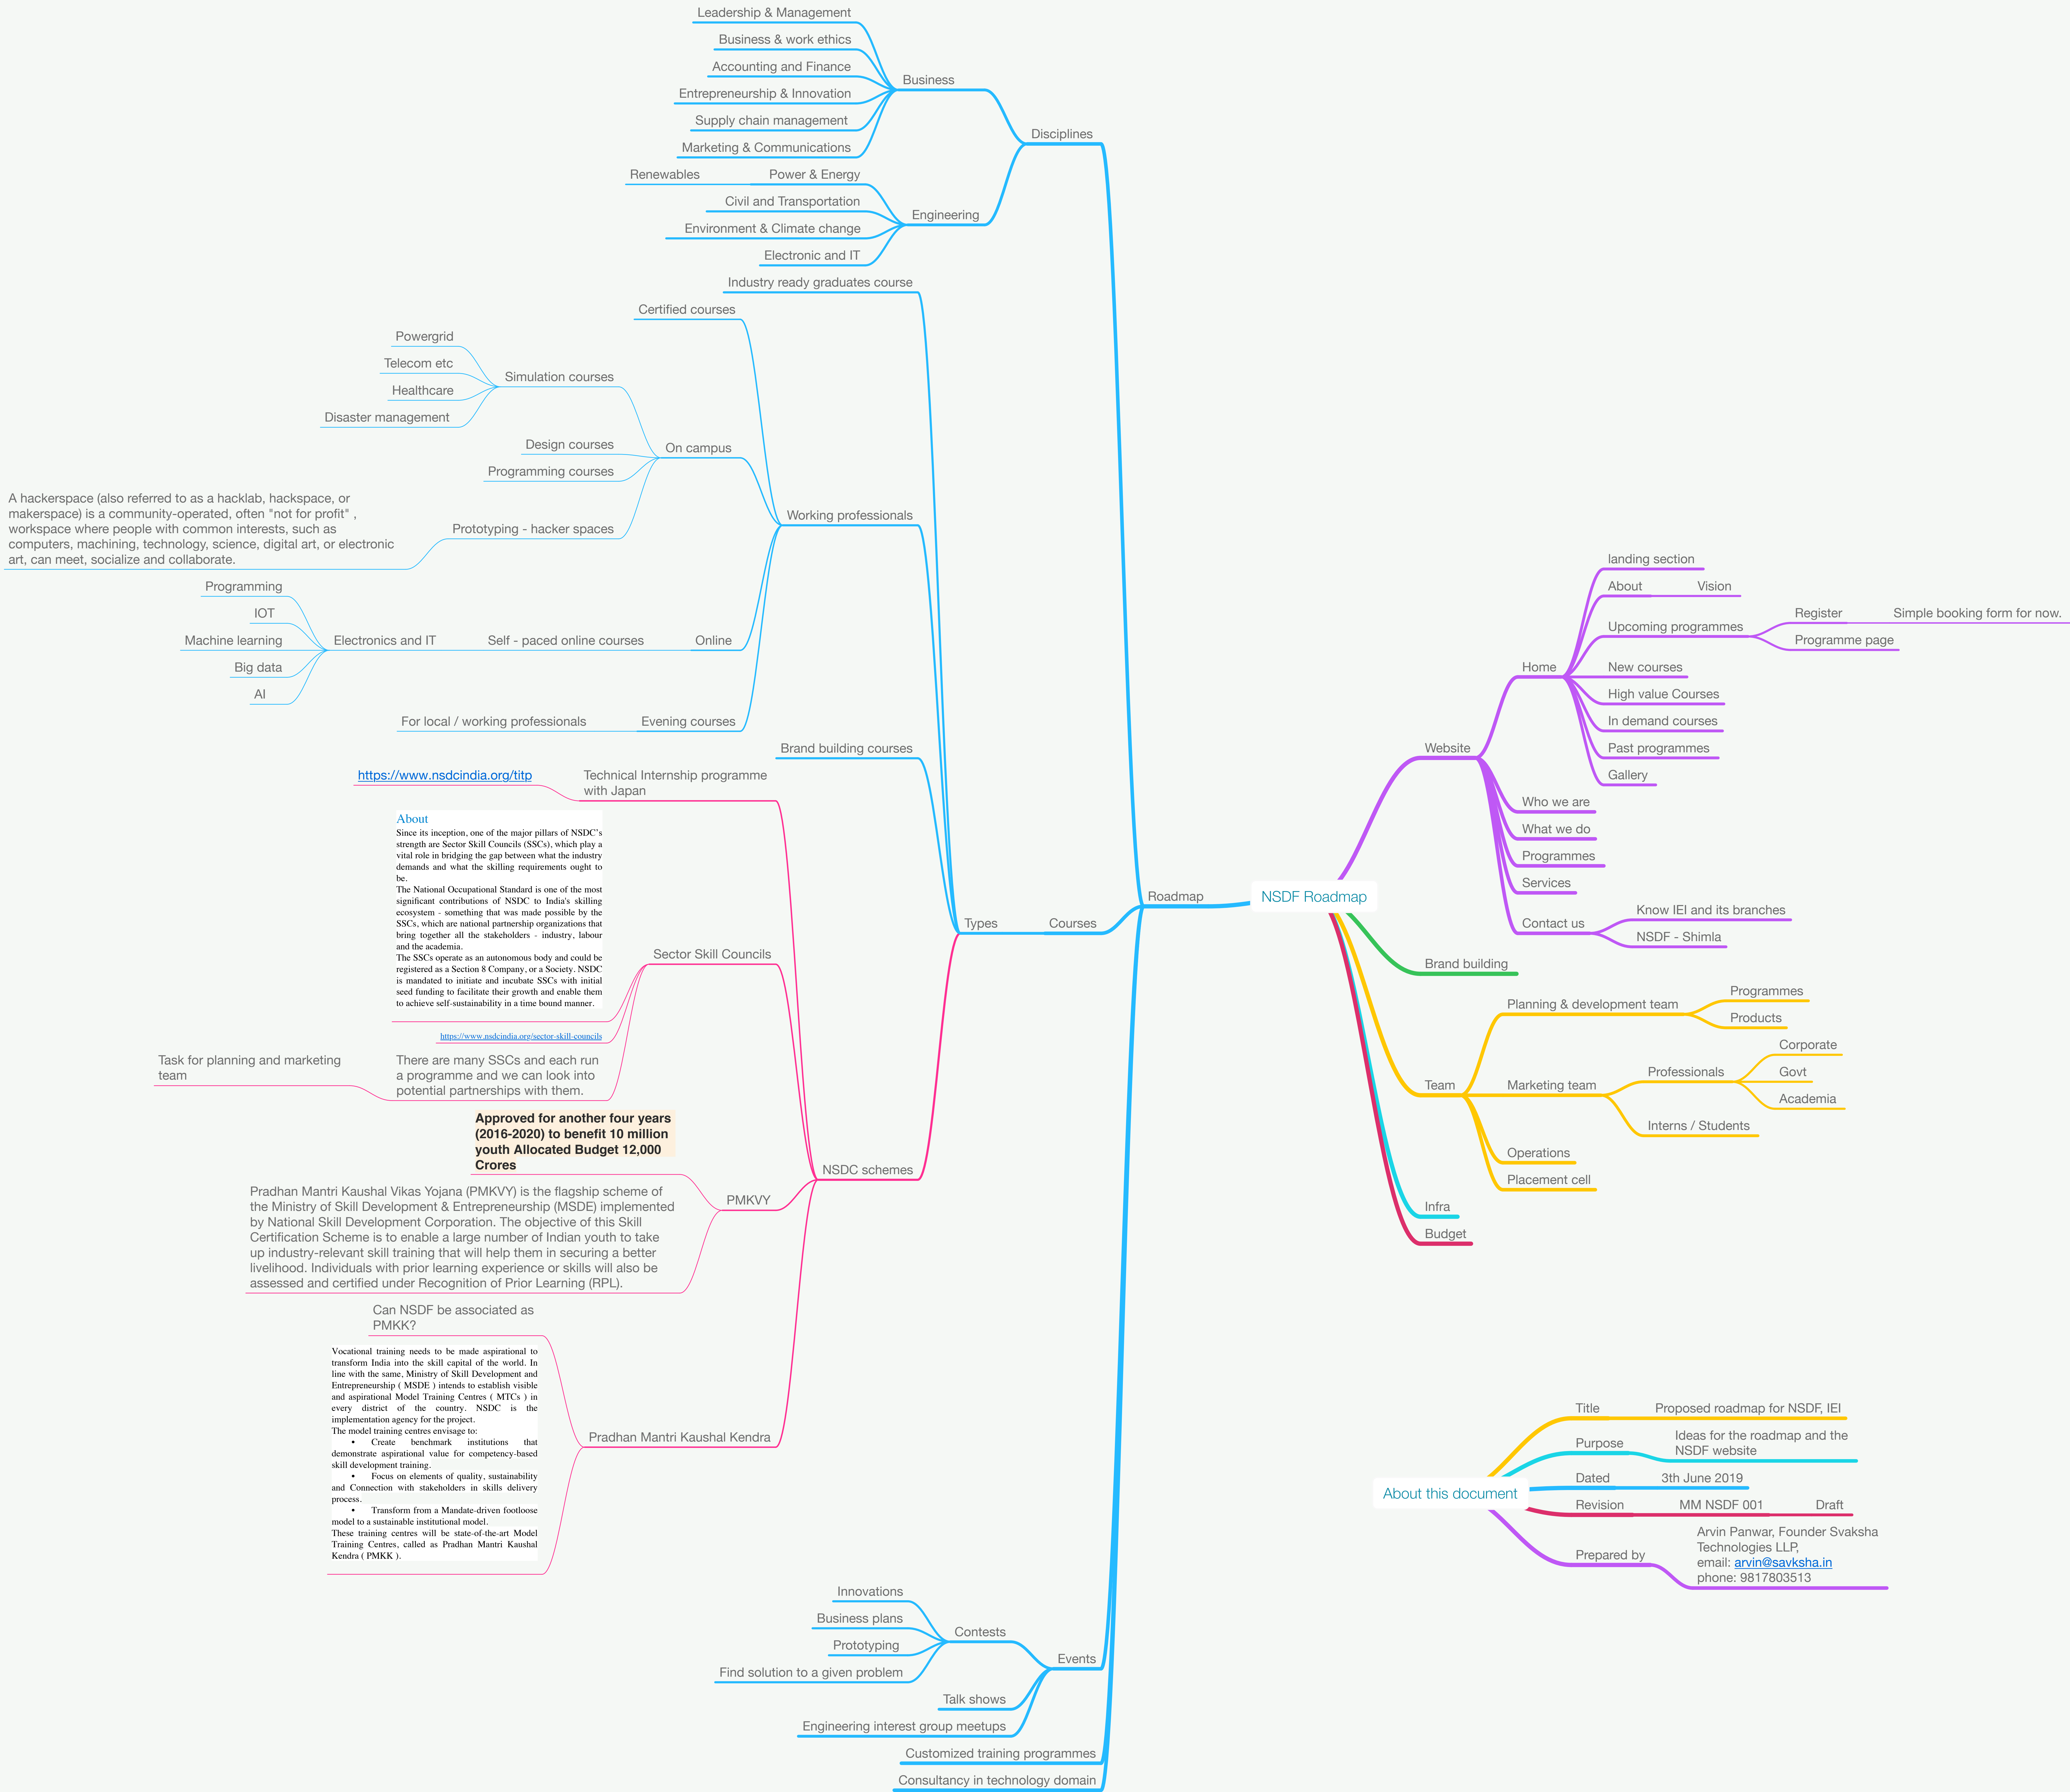 Leadership & Management
Business & work ethics
Accounting and Finance
Entrepreneurship & Innovation
Supply chain management
Marketing & Communications
Business
Disciplines
Renewables
Power & Energy
Civil and Transportation
Environment & Climate change
Electronic and IT
Engineering
Industry ready graduates course
Certified courses
Powergrid
Telecom etc
Healthcare
Disaster management
Simulation courses
Design courses
Programming courses
On campus
A hackerspace (also referred to as a hacklab, hackspace, or
makerspace) is a community-operated, often "not for profit" ,
workspace where people with common interests, such as
computers, machining, technology, science, digital art, or electronic
art, can meet, socialize and collaborate.
Prototyping - hacker spaces
Working professionals
Programming
IOT
Machine learning
Big data
AI
Electronics and IT
Self - paced online courses
Online
For local / working professionals
Evening courses
Brand building courses
https://www.nsdcindia.org/titp
Technical Internship programme
with Japan
About
Since its inception, one of the major pillars of NSDC's
strength are Sector Skill Councils (SSCs), which play a
vital role in bridging the gap between what the industry
demands and what the skilling requirements ought to
be.
The National Occupational Standard is one of the most
significant contributions of NSDC to India's skilling
ecosystem - something that was made possible by the
SSCs, which are national partnership organizations that
bring together all the stakeholders - industry, labour
and the academia.
The SSCs operate as an autonomous body and could be
registered as a Section 8 Company, or a Society. NSDC
is mandated to initiate and incubate SSCs with initial
seed funding to facilitate their growth and enable them
to achieve self-sustainability in a time bound manner.
Sector Skill Councils
https://www.nsdcindia.org/sector-skill-councils
Task for planning and marketing
team
There are many SSCs and each run
a programme and we can look into
potential partnerships with them.
Types
Courses
Roadmap
Approved for another four years
(2016-2020) to benefit 10 million
youth Allocated Budget 12,000
Crores
NSDC schemes
PMKVY
Pradhan Mantri Kaushal Vikas Yojana (PMKVY) is the flagship scheme of
the Ministry of Skill Development & Entrepreneurship (MSDE) implemented
by National Skill Development Corporation. The objective of this Skill
Certification Scheme is to enable a large number of Indian youth to take
up industry-relevant skill training that will help them in securing a better
livelihood. Individuals with prior learning experience or skills will also be
assessed and certified under Recognition of Prior Learning (RPL).
Can NSDF be associated as
PMKK?
Vocational training needs to be made aspirational to
transform India into the skill capital of the world. In
line with the same, Ministry of Skill Development and
Entrepreneurship ( MSDE ) intends to establish visible
and aspirational Model Training Centres ( MTCs ) in
every district of the country. NSDC is the
implementation agency for the project.
The model training centres envisage to:
• Create benchmark institutions that
demonstrate aspirational value for competency-based
skill development training.
• Focus on elements of quality, sustainability
and Connection with stakeholders in skills delivery
process.
• Transform from a Mandate-driven footloose
model to a sustainable institutional model.
These training centres will be state-of-the-art Model
Training Centres, called as Pradhan Mantri Kaushal
Kendra ( PMKK ).
Pradhan Mantri Kaushal Kendra
Innovations
Business plans
Prototyping
Find solution to a given problem
Contests
Events
Talk shows
Engineering interest group meetups
Customized training programmes
Consultancy in technology domain
NSDF Roadmap
landing section
About
Vision
Upcoming programmes
Register
Simple booking form for now.
Programme page
Home
New courses
High value Courses
In demand courses
Past programmes
Gallery
Website
Who we are
What we do
Programmes
Services
Contact us
Know IEI and its branches
NSDF - Shimla
Brand building
Planning & development team
Programmes
Products
Team
Marketing team
Professionals
Corporate
Govt
Academia
Interns / Students
Operations
Placement cell
Infra
Budget
About this document
Title
Proposed roadmap for NSDF, IEI
Purpose
Ideas for the roadmap and the
NSDF website
Dated
3th June 2019
Revision
MM NSDF 001
Draft
Prepared by
Arvin Panwar, Founder Svaksha
Technologies LLP,
email: arvin@savksha.in
phone: 9817803513